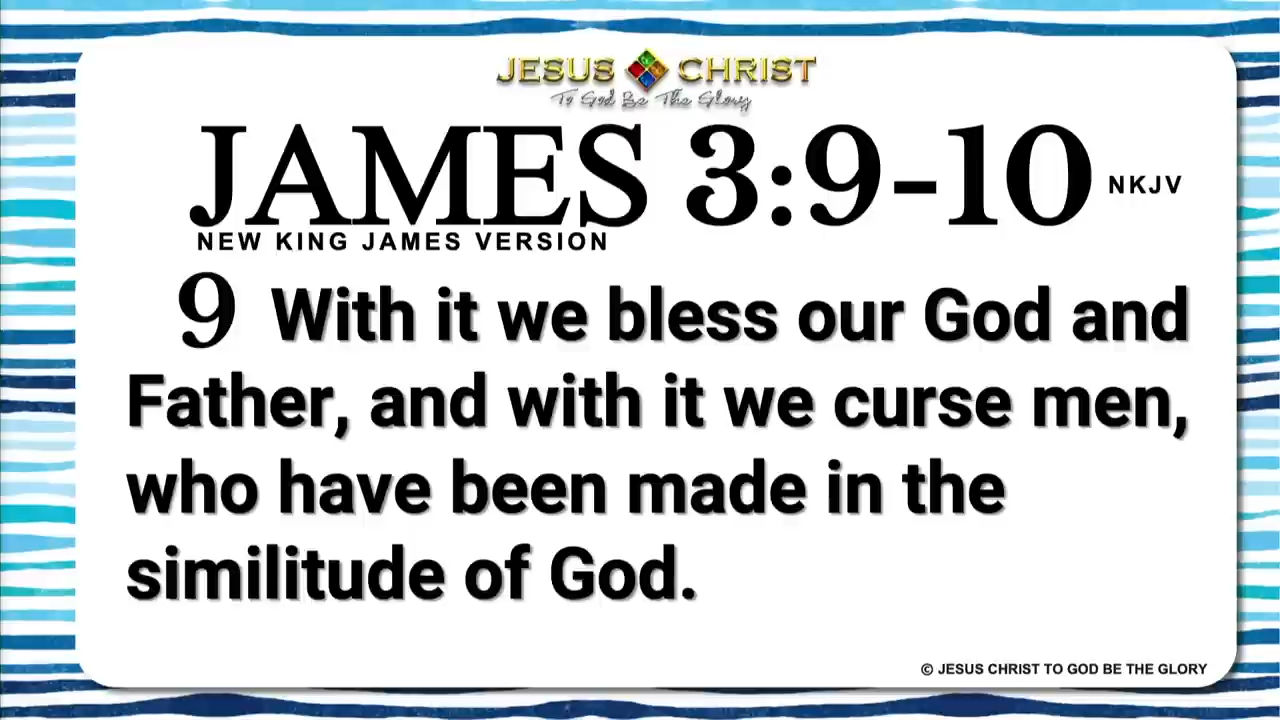 JESUS CHRIST
To God Be The Glory
JAMES 3:9-10 NKJV
NEW KING JAMES VERSION
9 With it we bless our God and
Father, and with it we curse men,
who have been made in the
similitude of God.
© JESUS CHRIST TO GOD BE THE GLORY